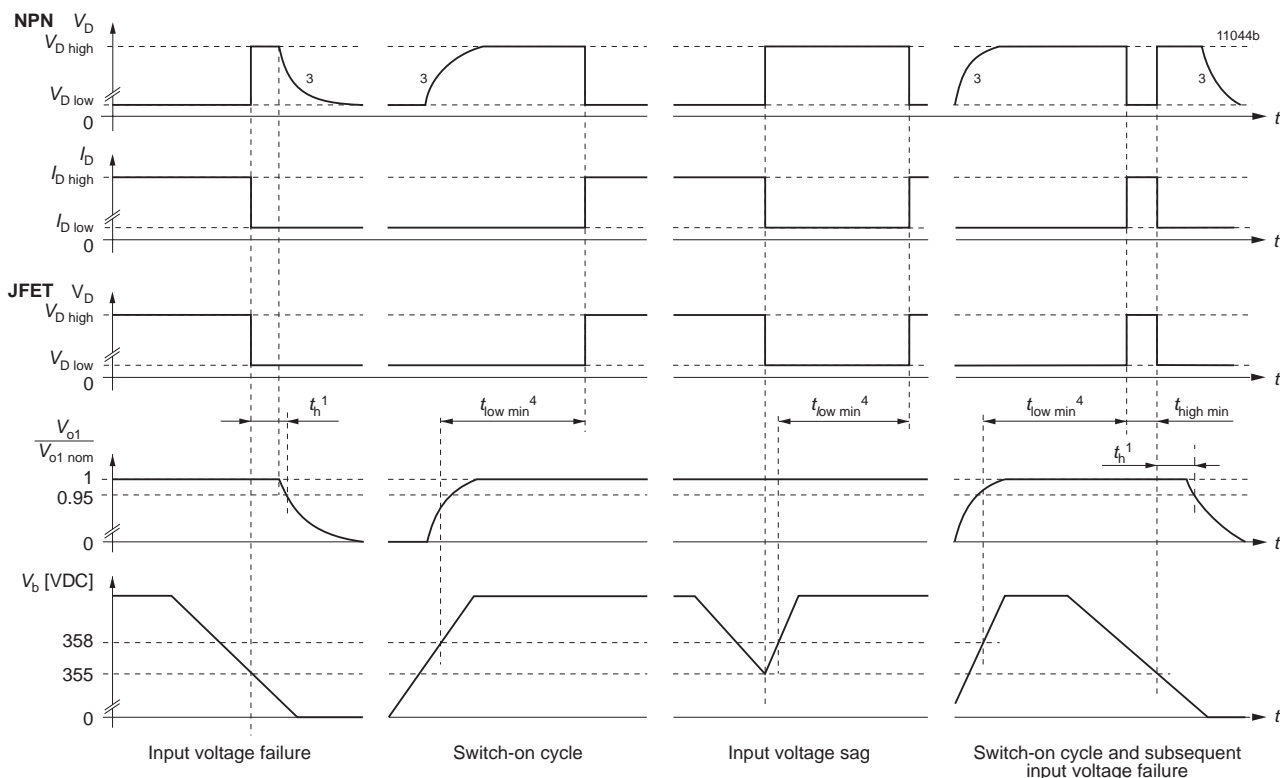 NPN V_D
V_D high
11044b
3
3
3
3
V_D low
0
t
I_D
I_D high
I_D low
0
t
JFET V_D
V_D high
V_D low
0
t
t_h^1
t_low min^4
t_low min^4
t_low min^4
t_high min
V_o1
V_o1 nom
t_h^1
1
0.95
0
t
V_b [VDC]
358
355
0
t
Input voltage failure
Switch-on cycle
Input voltage sag
Switch-on cycle and subsequent
input voltage failure